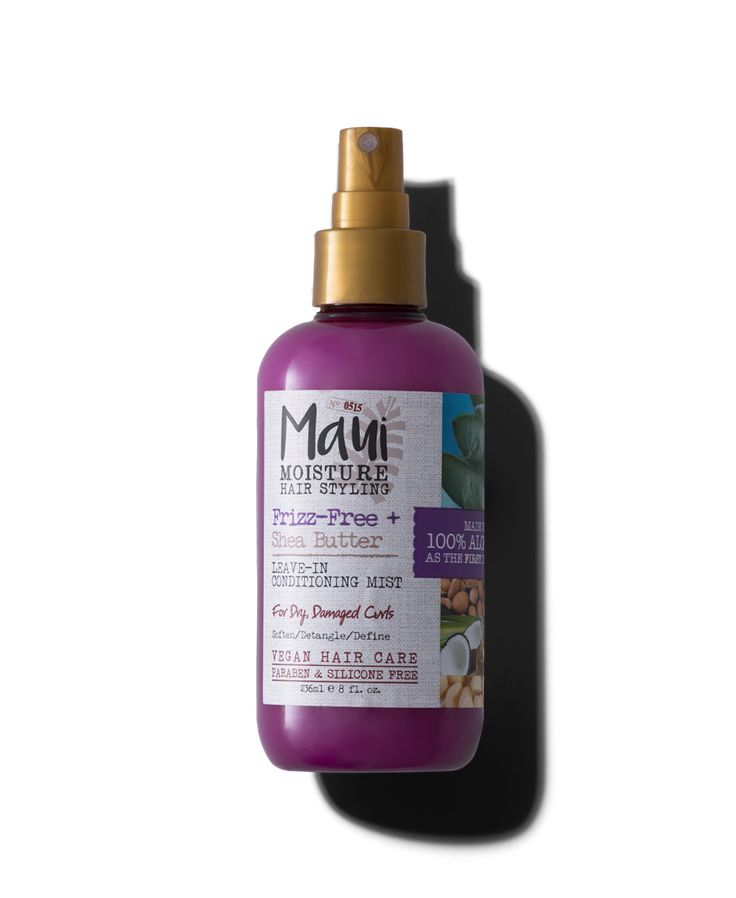 Nº 0515
Maui
MOISTURE
HAIR STYLING
Frizz-Free +
Shea Butter
LEAVE-IN
CONDITIONING MIST
For Dry, Damaged Curls
Soften/Detangle/Define
VEGAN HAIR CARE
PARABEN & SILICONE FREE
236ml e 8 fl. oz.
MADE
100%
AS THE FIRST